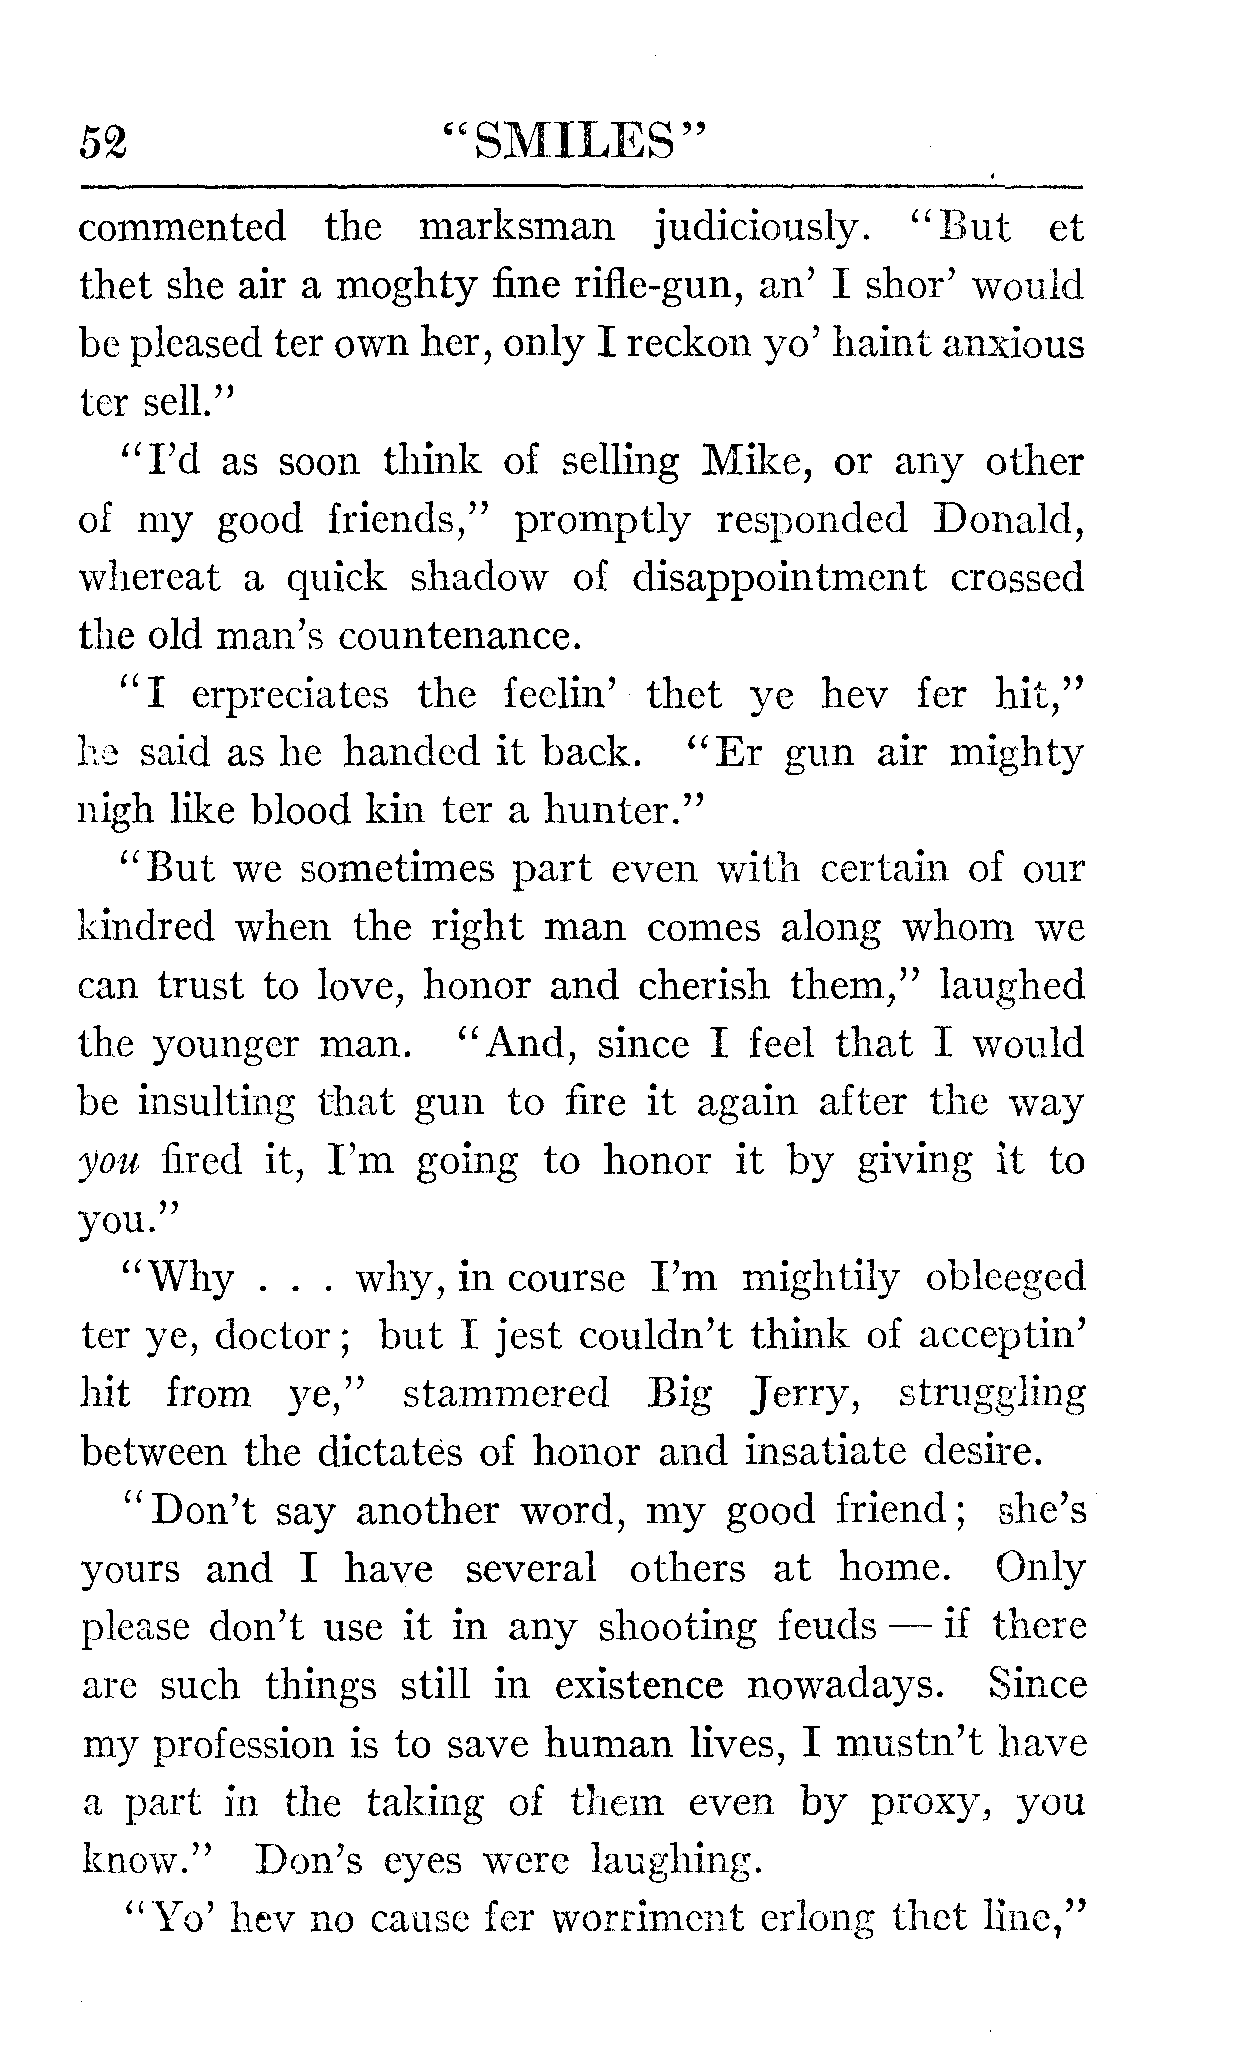 52 "SMILES"
commented the marksman judiciously. "But et
thet she air a moghty fine rifle-gun, an' I shor' would
be pleased ter own her, only I reckon yo' haint anxious
ter sell."
"I'd as soon think of selling Mike, or any other
of my good friends," promptly responded Donald,
whereat a quick shadow of disappointment crossed
the old man's countenance.
"I erpreciates the feelin' thet ye hev fer hit,"
he said as he handed it back. "Er gun air mighty
nigh like blood kin ter a hunter."
"But we sometimes part even with certain of our
kindred when the right man comes along whom we
can trust to love, honor and cherish them," laughed
the younger man. "And, since I feel that I would
be insulting that gun to fire it again after the way
you fired it, I'm going to honor it by giving it to
you."
"Why . . . why, in course I'm mightily obleeged
ter ye, doctor; but I jest couldn't think of acceptin'
hit from ye," stammered Big Jerry, struggling
between the dictates of honor and insatiate desire.
"Don't say another word, my good friend; she's
yours and I have several others at home. Only
please don't use it in any shooting feuds — if there
are such things still in existence nowadays. Since
my profession is to save human lives, I mustn't have
a part in the taking of them even by proxy, you
know." Don's eyes were laughing.
"Yo' hev no cause fer worriment erlong thet line,"